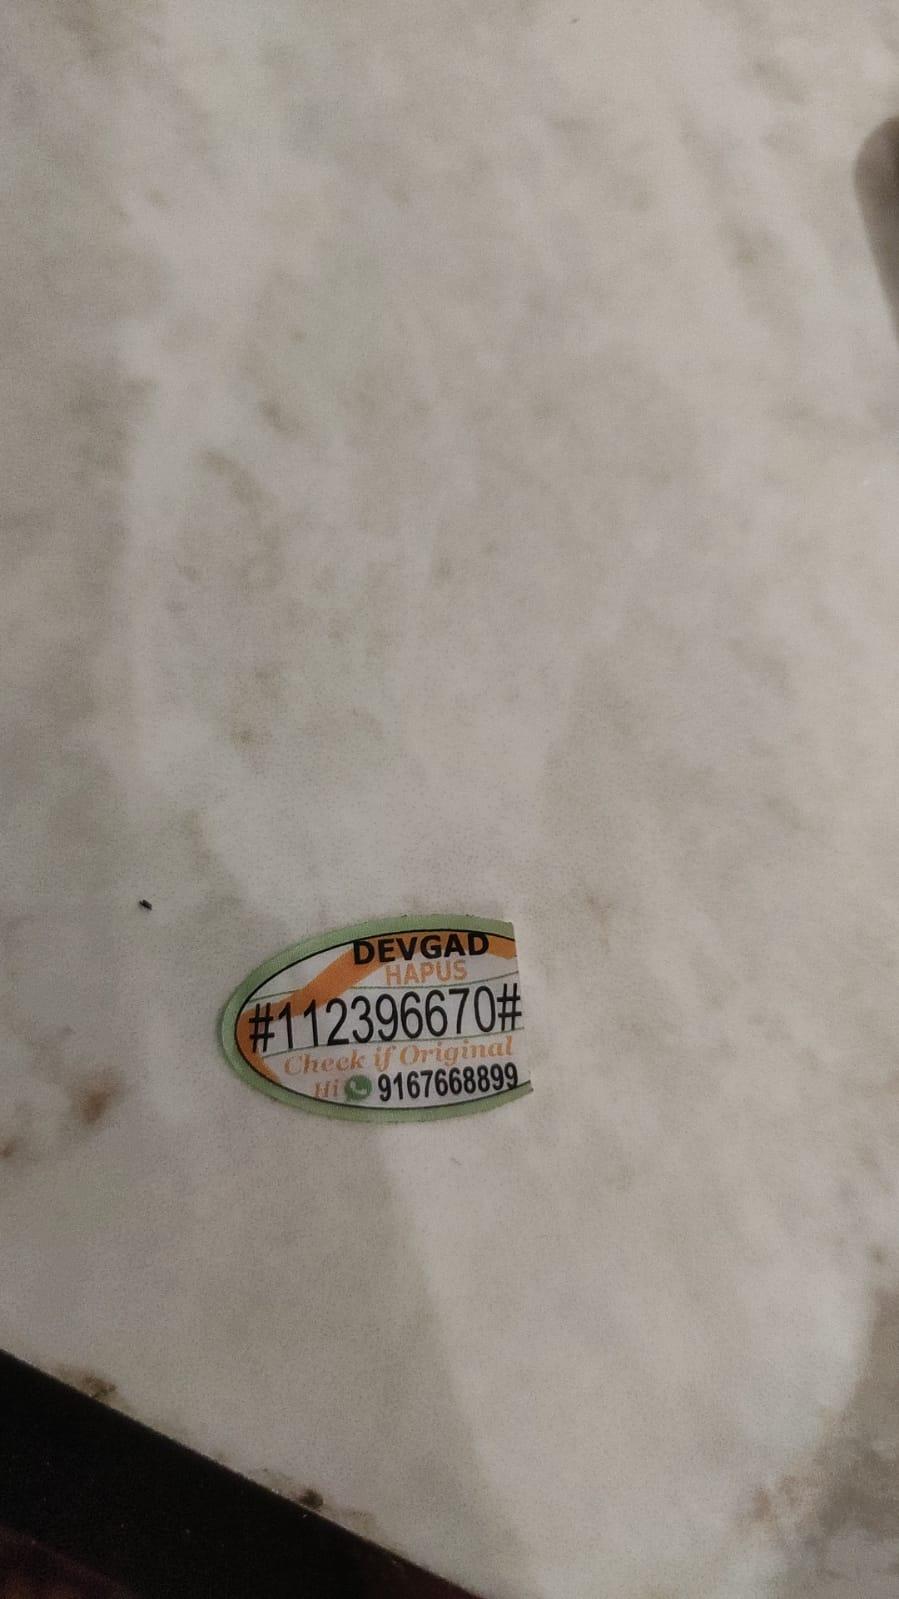 DEVGAD
HAPUS
#112396670#
Check if Original
Hi 9167668899